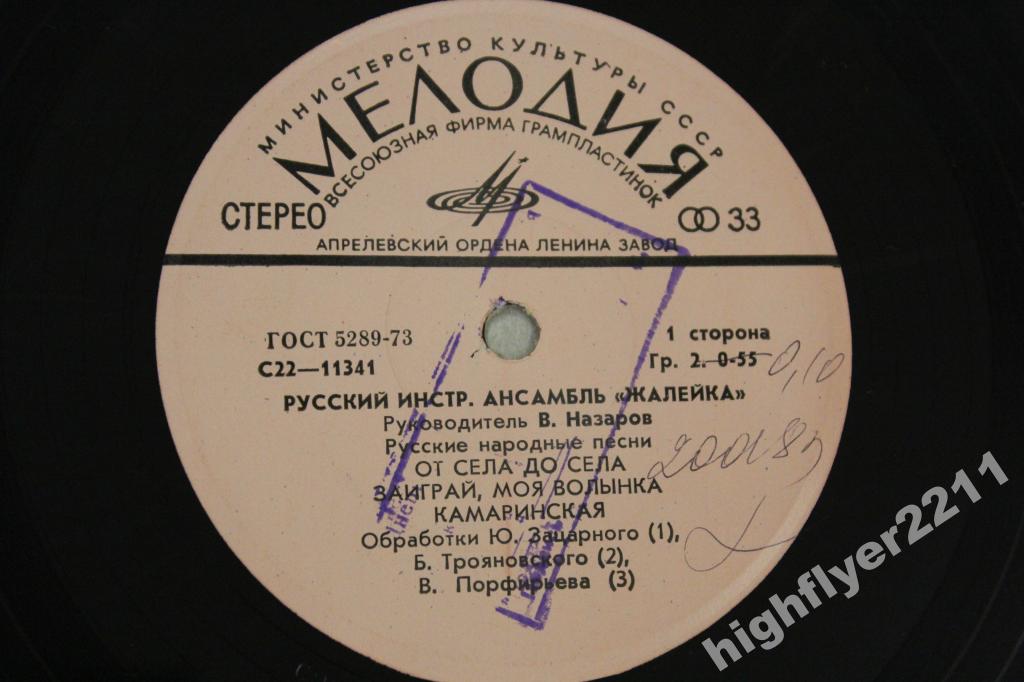 МИНИСТЕРСТВО КУЛЬТУРЫ СССР
МЕЛОДИЯ
ВСЕСОЮЗНАЯ ФИРМА ГРАМПЛАСТИНОК
СТЕРЕО
33
АПРЕЛЕВСКИЙ ОРДЕНА ЛЕНИНА ЗАВОД
ГОСТ 5289-73
1 сторона
С22—11341
Гр. 2. 0-55 0,10
РУССКИЙ ИНСТР. АНСАМБЛЬ «ЖАЛЕЙКА»
Руководитель В. Назаров
Русские народные песни
ОТ СЕЛА ДО СЕЛА
ЗАИГРАЙ, МОЯ ВОЛЫНКА
КАМАРИНСКАЯ
Обработки Ю. Зацарного (1),
Б. Трояновского (2),
В. Порфирьева (3)
highflyer2211